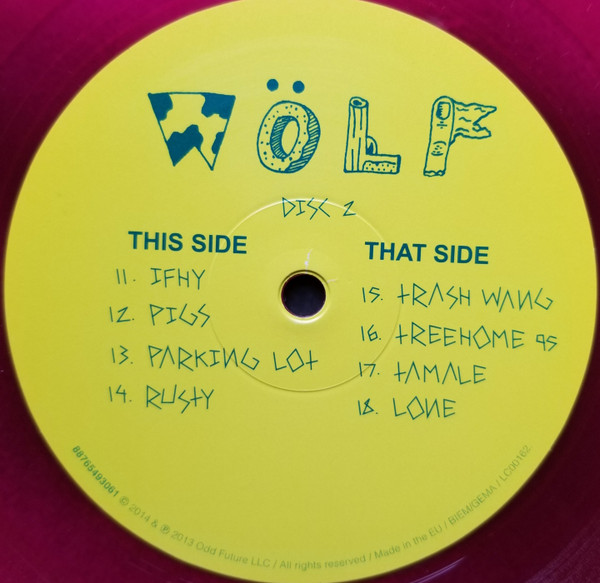 WÖLF
DISC 2
THIS SIDE
11. IFHY
12. PIGS
13. PARKING LOT
14. RUSTY
THAT SIDE
15. TRASH WANG
16. TREEHOME 95
17. TAMALE
18. LONE
88765493061 © 2014 & ℗ 2013 Odd Future LLC / All rights reserved / Made in the EU / BIEM/GEMA / LC00162